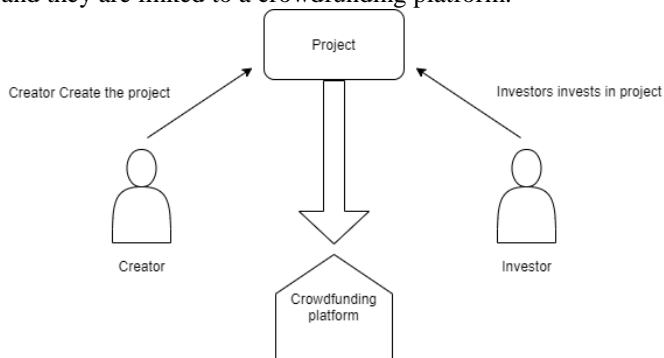 and they are linked to a crowdfunding platform.
Project
Creator Create the project
Investors invests in project
Creator
Investor
Crowdfunding
platform